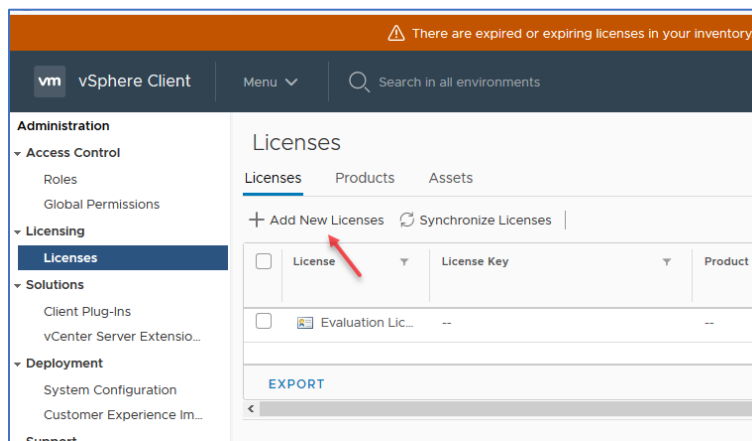 There are expired or expiring licenses in your inventory.
vm vSphere Client Menu Search in all environments
Administration
Access Control
Roles
Global Permissions
Licensing
Licenses
Solutions
Client Plug-Ins
vCenter Server Extensio...
Deployment
System Configuration
Customer Experience Im...
Support
Licenses
Licenses Products Assets
Add New Licenses Synchronize Licenses
License License Key Product
Evaluation Lic... -- --
EXPORT